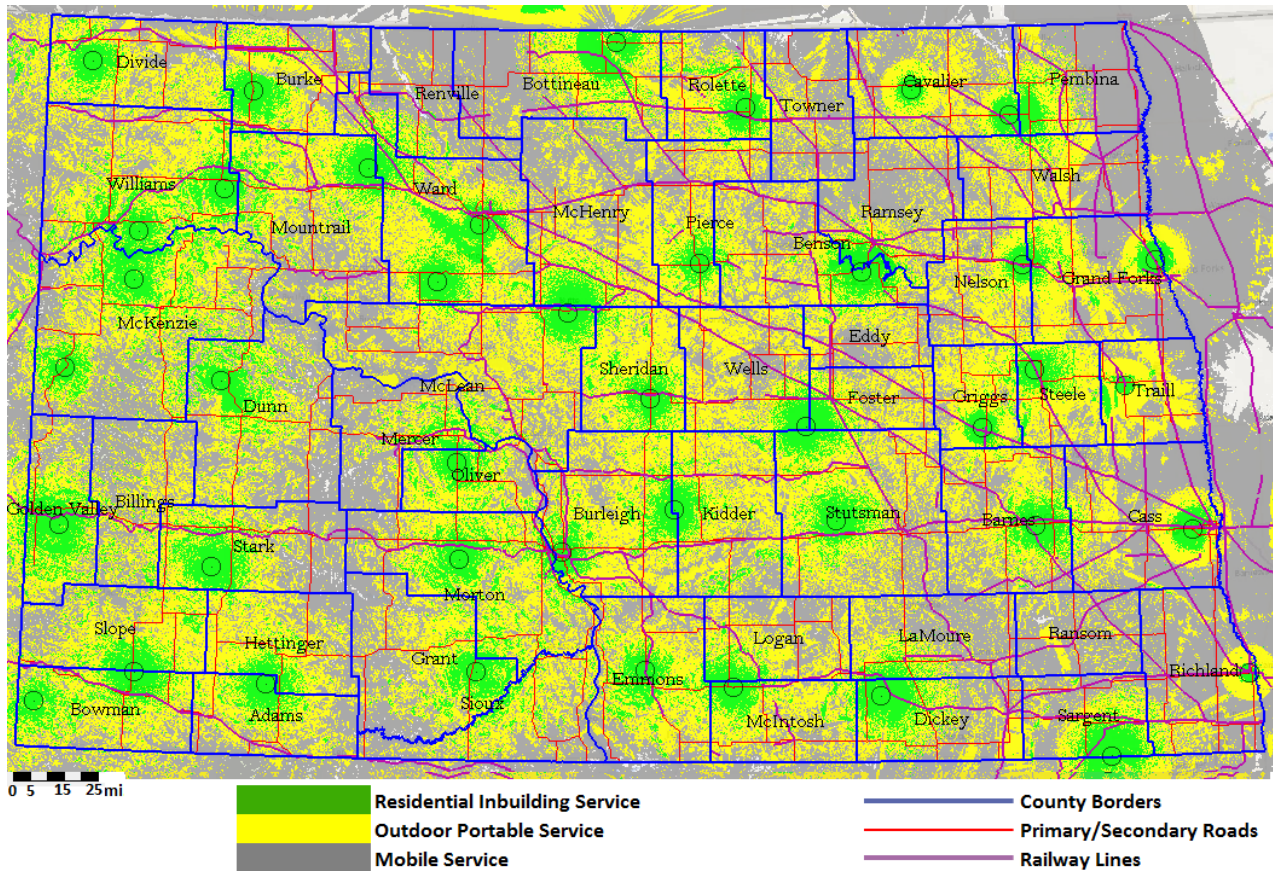 Divide
Burke
Renville
Bottineau
Rolette
Towner
Cavalier
Pembina
Williams
Mountrail
Ward
McHenry
Pierce
Benson
Ramsey
Walsh
Nelson
Grand Forks
McKenzie
Dunn
McLean
Mercer
Oliver
Sheridan
Wells
Eddy
Foster
Griggs
Steele
Traill
Golden Valley
Billings
Stark
Morton
Burleigh
Kidder
Stutsman
Barnes
Cass
Slope
Hettinger
Grant
Sioux
Emmons
Logan
LaMoure
Ransom
Richland
Bowman
Adams
McIntosh
Dickey
Sargent
0 5 15 25mi
Residential Inbuilding Service
Outdoor Portable Service
Mobile Service
County Borders
Primary/Secondary Roads
Railway Lines